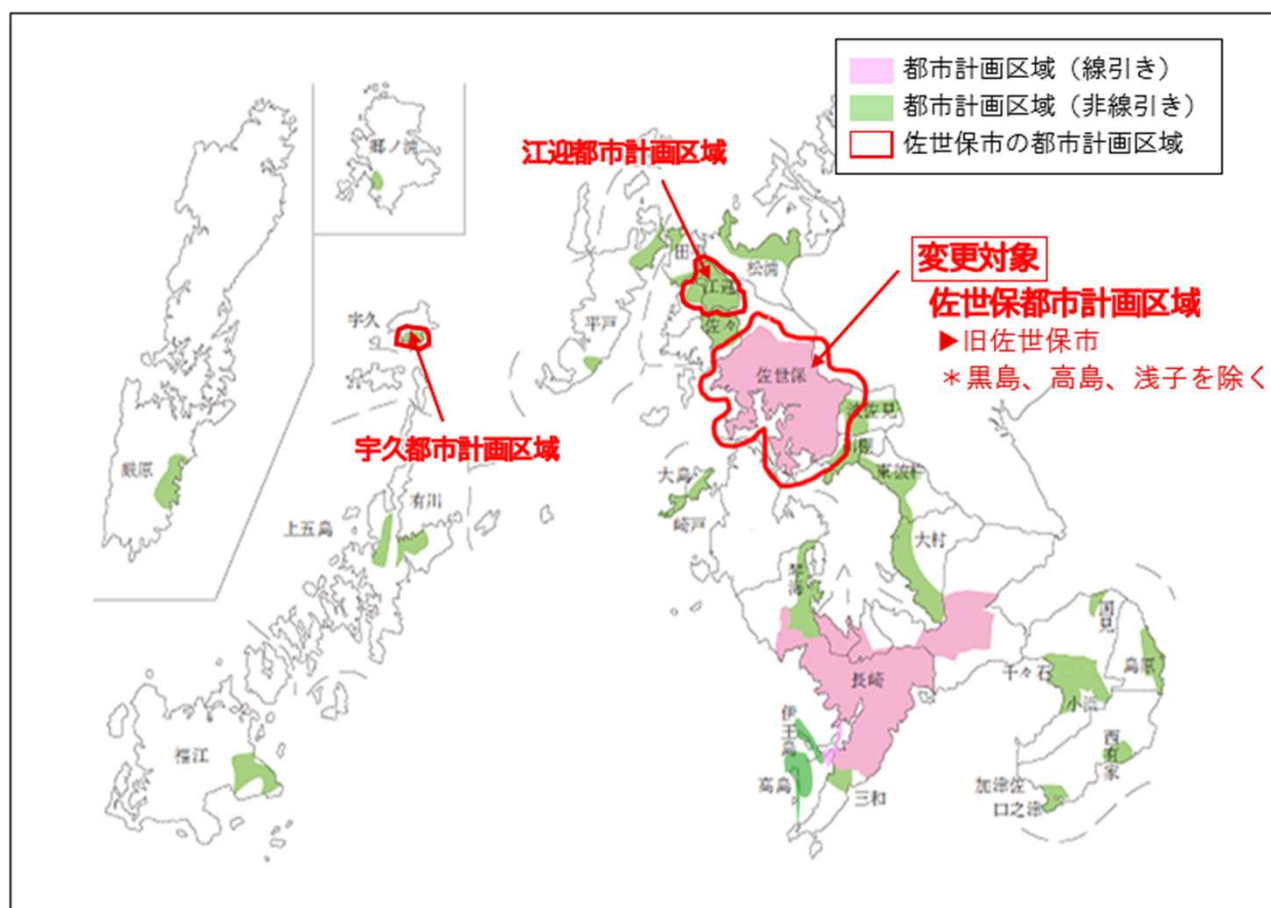 都市計画区域（線引き）
都市計画区域（非線引き）
佐世保市の都市計画区域
郷ノ浦
江迎都市計画区域
変更対象
佐世保都市計画区域
▶旧佐世保市
＊黒島、高島、浅子を除く
田平
松浦
江迎
佐々
平戸
宇久
佐世保
波佐見
川棚
東彼杵
宇久都市計画区域
厳原
大島
崎戸
有川
上五島
大村
琴海
国見
島原
千々石
小浜
長崎
伊王島
西有家
福江
高島
三和
加津佐
口之津